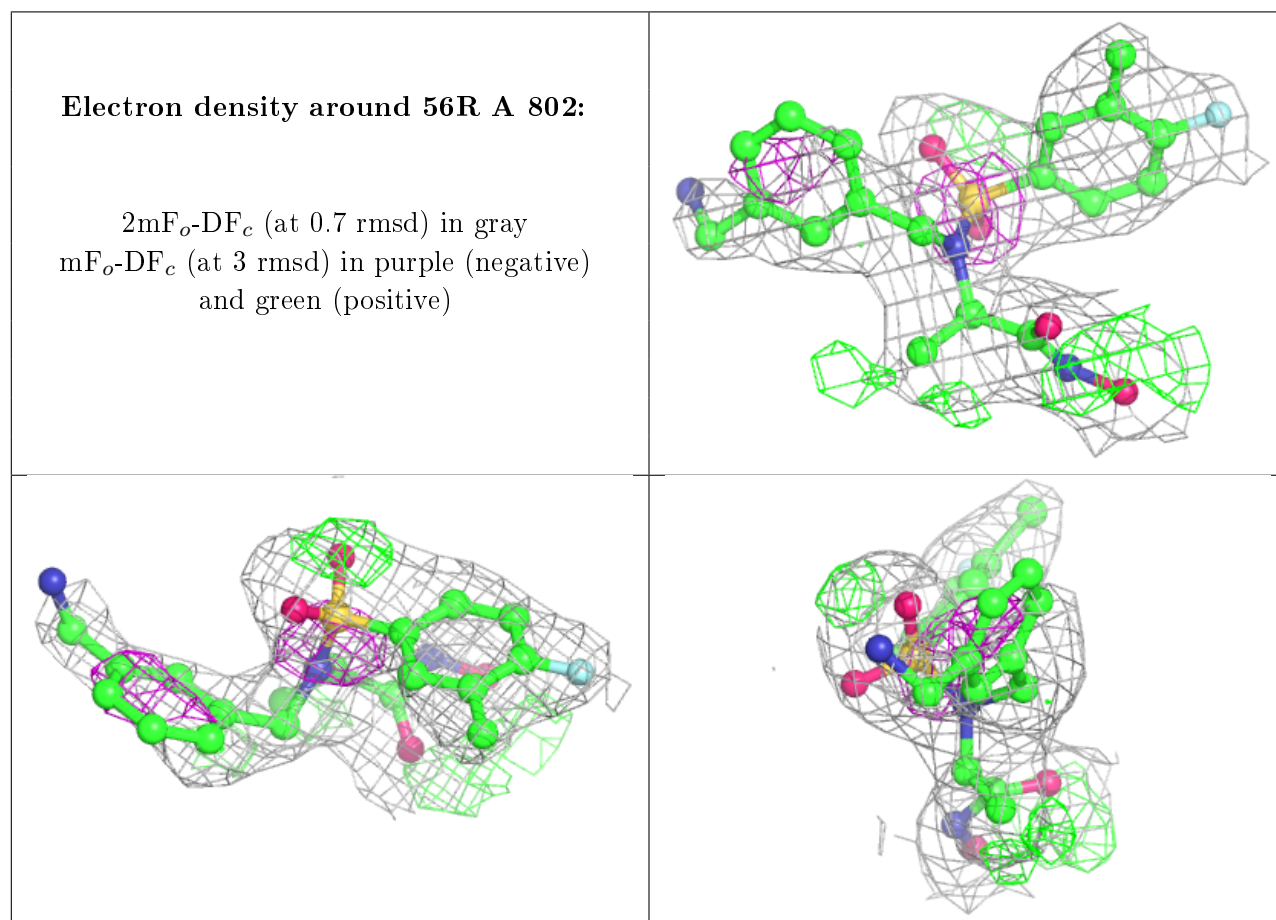 Electron density around 56R A 802:
2mFₒ-DF𝒸 (at 0.7 rmsd) in gray
mFₒ-DF𝒸 (at 3 rmsd) in purple (negative)
and green (positive)